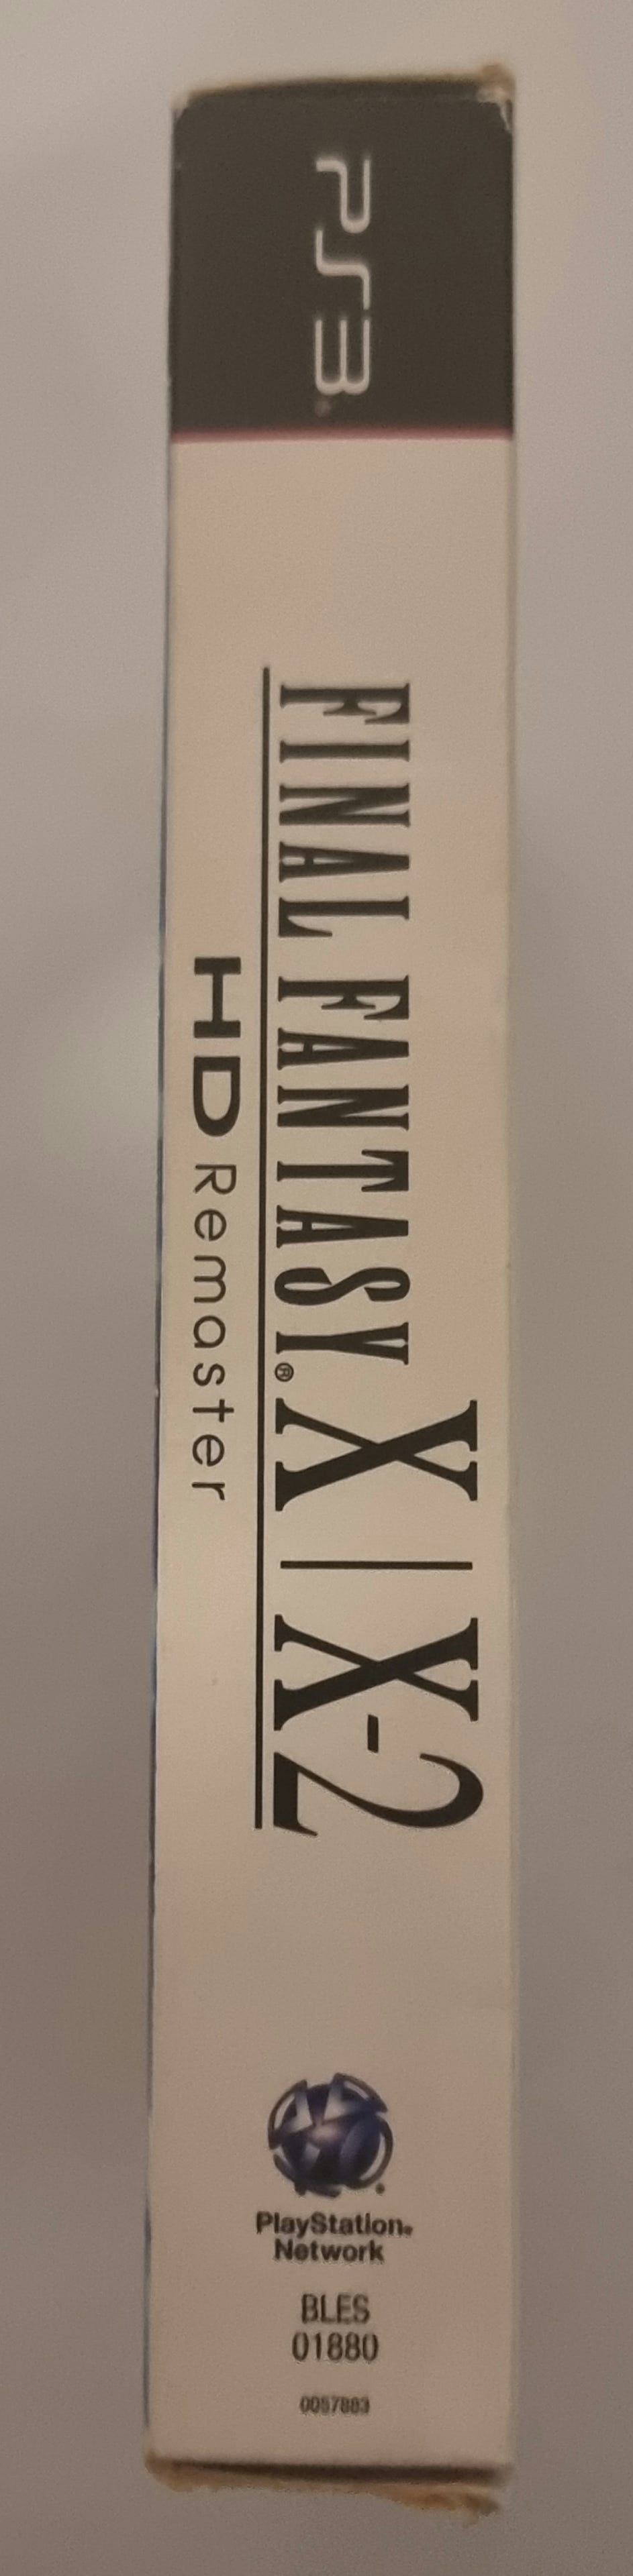 PS3
FINAL FANTASY® X|X-2
HD Remaster
PlayStation®
Network
BLES
01880
0057883